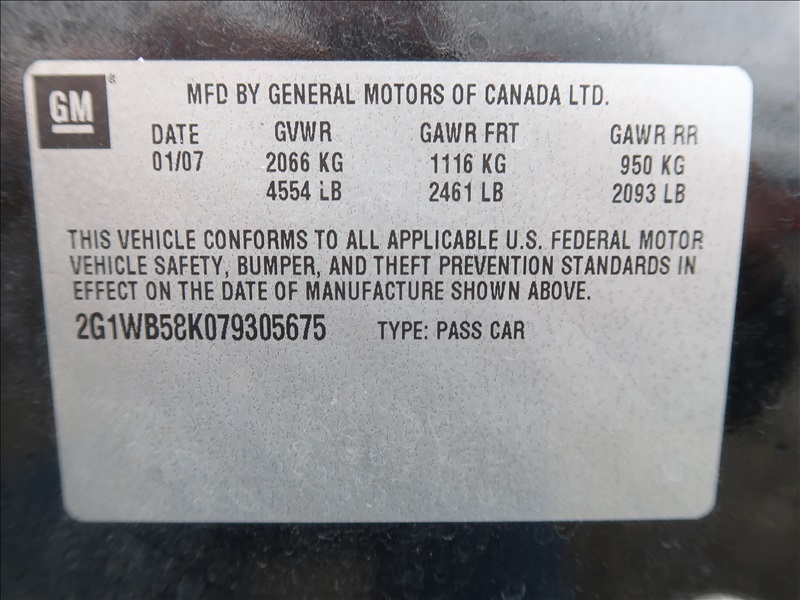 GM® MFD BY GENERAL MOTORS OF CANADA LTD.
DATE GVWR GAWR FRT GAWR RR
01/07 2066 KG 1116 KG 950 KG
4554 LB 2461 LB 2093 LB
THIS VEHICLE CONFORMS TO ALL APPLICABLE U.S. FEDERAL MOTOR
VEHICLE SAFETY, BUMPER, AND THEFT PREVENTION STANDARDS IN
EFFECT ON THE DATE OF MANUFACTURE SHOWN ABOVE.
2G1WB58K079305675 TYPE: PASS CAR